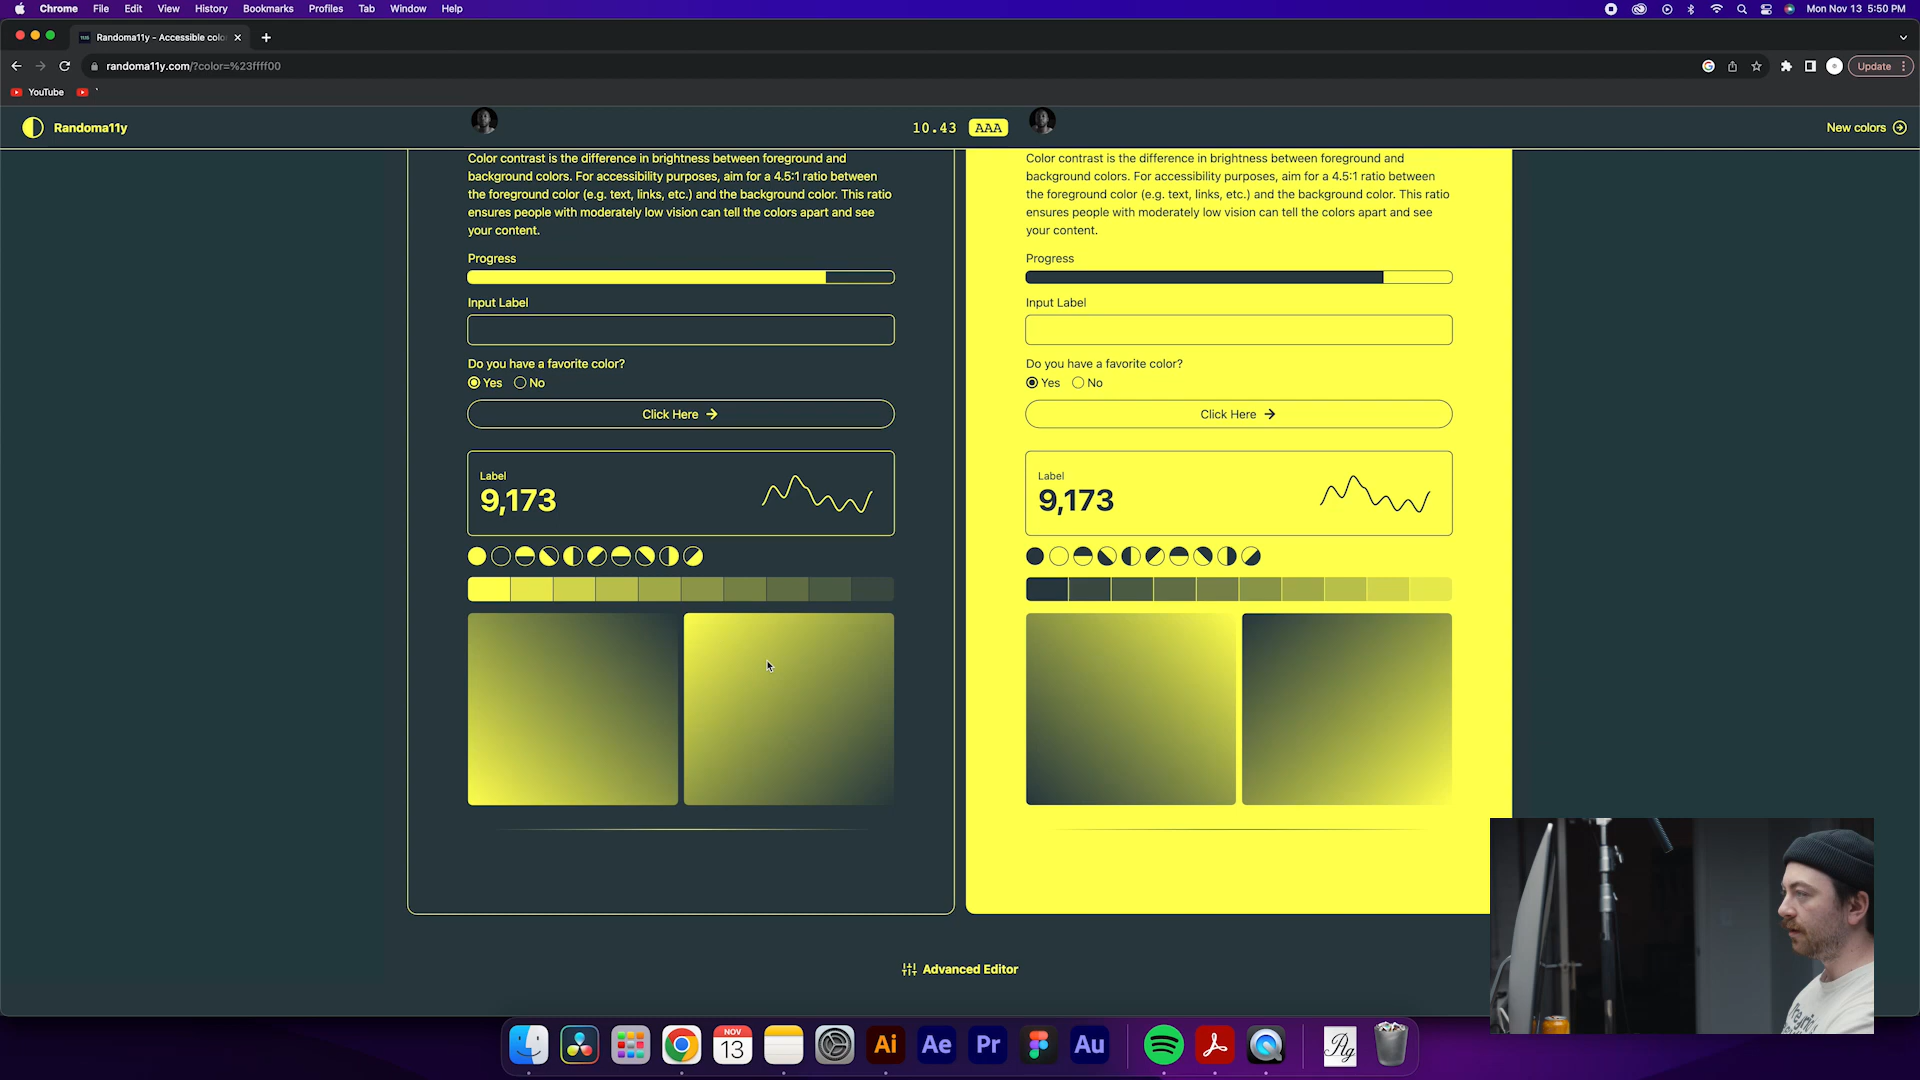 Chrome File Edit View History Bookmarks Profiles Tab Window Help Mon Nov 13 5:50 PM
Randoma11y - Accessible colo
randoma11y.com/?color=%23ffff00 Update
YouTube
Randoma11y 10.43 AAA New colors
Color contrast is the difference in brightness between foreground and
background colors. For accessibility purposes, aim for a 4.5:1 ratio between
the foreground color (e.g. text, links, etc.) and the background color. This ratio
ensures people with moderately low vision can tell the colors apart and see
your content.
Progress
Input Label
Do you have a favorite color?
Yes No
Click Here
Label
9,173
Color contrast is the difference in brightness between foreground and
background colors. For accessibility purposes, aim for a 4.5:1 ratio between
the foreground color (e.g. text, links, etc.) and the background color. This ratio
ensures people with moderately low vision can tell the colors apart and see
your content.
Progress
Input Label
Do you have a favorite color?
Yes No
Click Here
Label
9,173
Advanced Editor
NOV
13
Ai Ae Pr Au